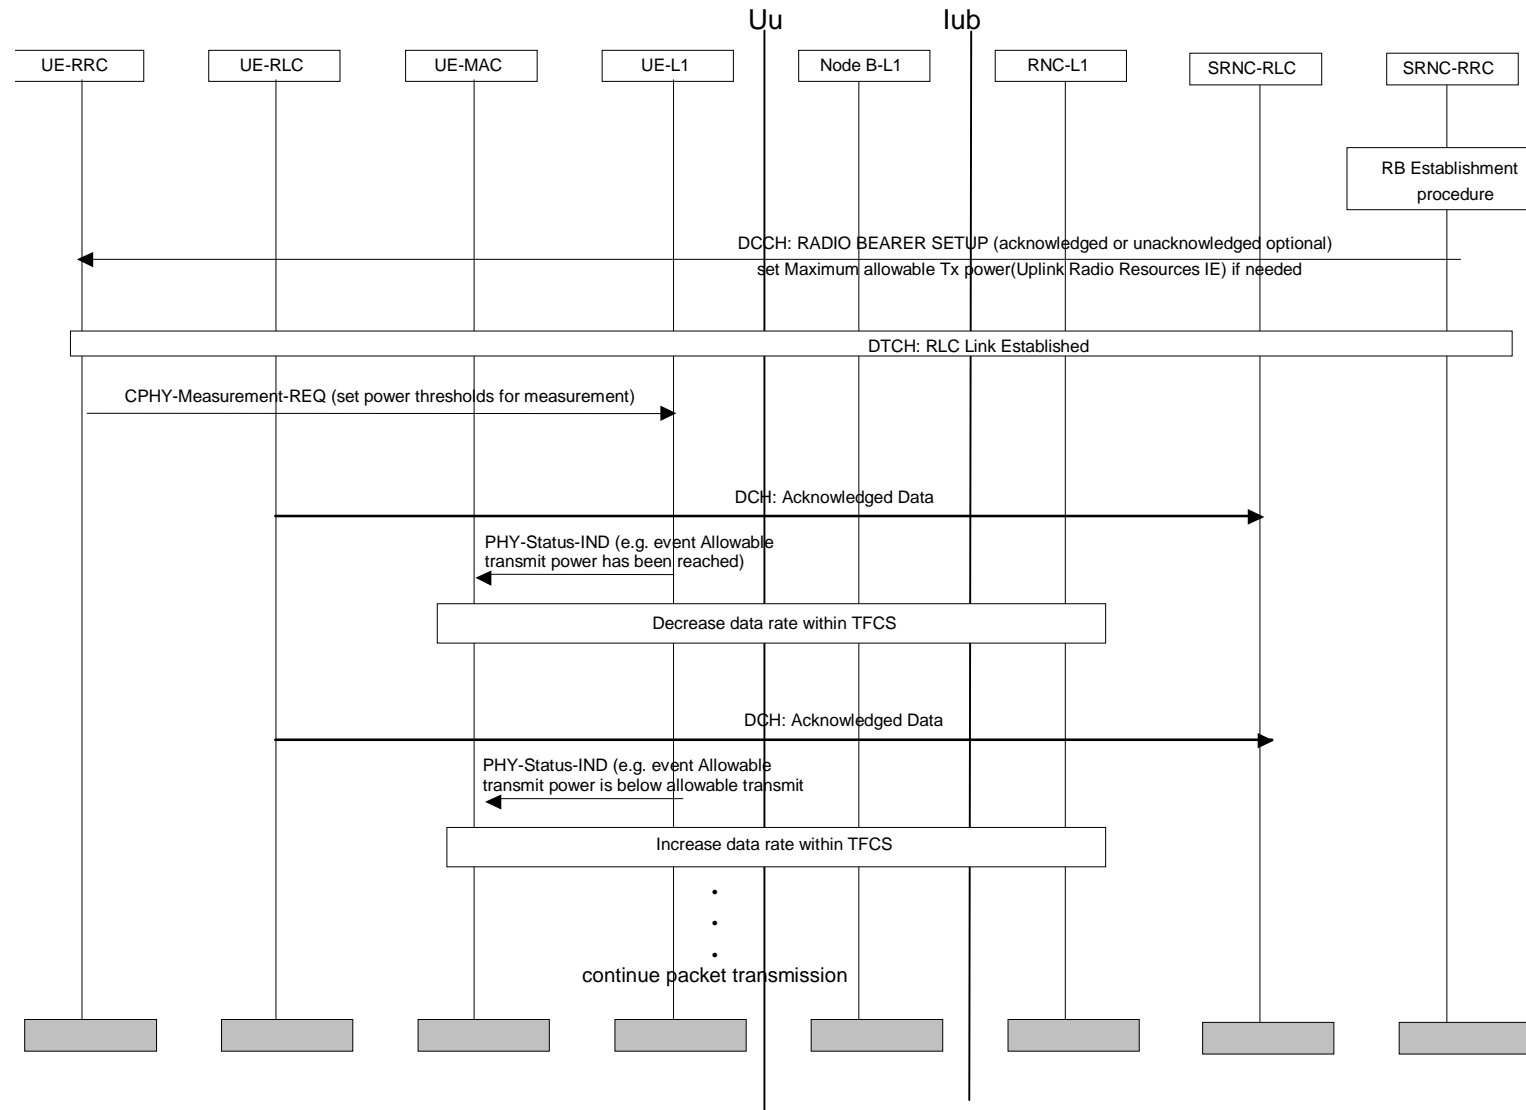 Uu
Iub
UE-RRC
UE-RLC
UE-MAC
UE-L1
Node B-L1
RNC-L1
SRNC-RLC
SRNC-RRC
RB Establishment
procedure
DCCH: RADIO BEARER SETUP (acknowledged or unacknowledged optional)
set Maximum allowable Tx power(Uplink Radio Resources IE) if needed
DTCH: RLC Link Established
CPHY-Measurement-REQ (set power thresholds for measurement)
DCH: Acknowledged Data
PHY-Status-IND (e.g. event Allowable
transmit power has been reached)
Decrease data rate within TFCS
DCH: Acknowledged Data
PHY-Status-IND (e.g. event Allowable
transmit power is below allowable transmit
Increase data rate within TFCS
.
.
.
continue packet transmission